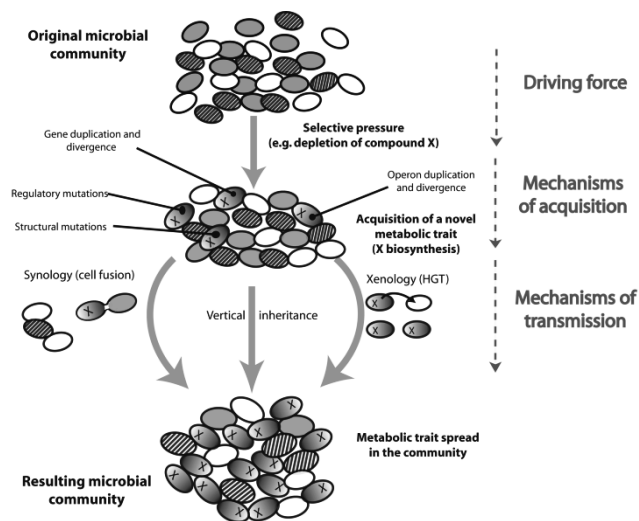 Original microbial
community
Driving force
Selective pressure
(e.g. depletion of compound X)
Gene duplication and
divergence
Operon duplication
and divergence
Regulatory mutations
Structural mutations
X
X
X
X
Mechanisms
of acquisition
Acquisition of a novel
metabolic trait
(X biosynthesis)
Synology (cell fusion)
X
Vertical
inheritance
Xenology (HGT)
X
X
X
Mechanisms of
transmission
X
X
X
X
X
X
X
X
X
X
X
X
Metabolic trait spread
in the community
Resulting microbial
community